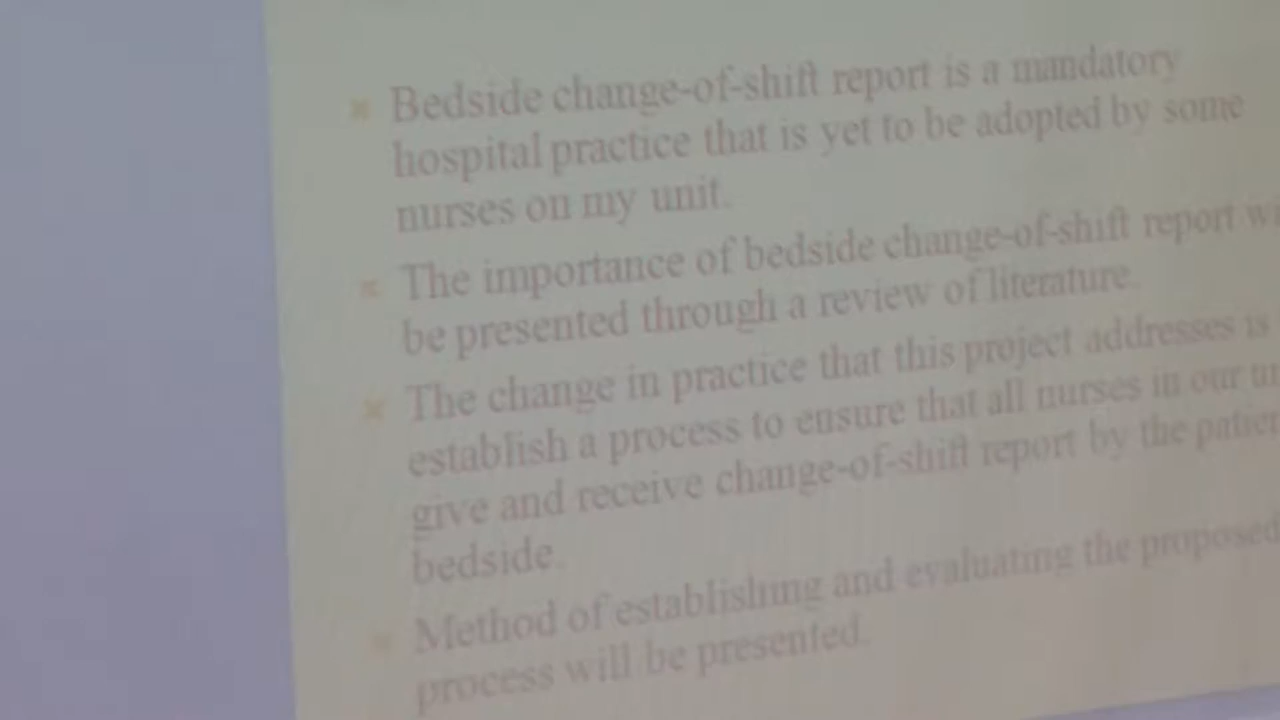 Bedside change-of-shift report is a mandatory
hospital practice that is yet to be adopted by some
nurses on my unit.
The importance of bedside change-of-shift report
be presented through a review of literature.
The change in practice that this project addresses is
establish a process to ensure that all nurses in our
give and receive change-of-shift report by the
bedside.
Method of establishing and evaluating the proposed
process will be presented.